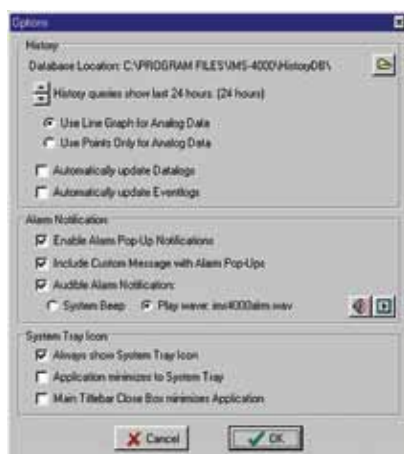 Options
History
Database Location: C:\PROGRAM FILES\IMS-4000\HistoryDB\
History queries show last 24 hours: (24 hours)
Use Line Graph for Analog Data
Use Points Only for Analog Data
Automatically update Datalogs
Automatically update Eventlogs
Alarm Notification
Enable Alarm Pop-Up Notifications
Include Custom Message with Alarm Pop-Ups
Audible Alarm Notification:
System Beep Play wave: ims4000alrm.wav
System Tray Icon
Always show System Tray Icon
Application minimizes to System Tray
Main Titlebar Close Box minimizes Application
Cancel OK